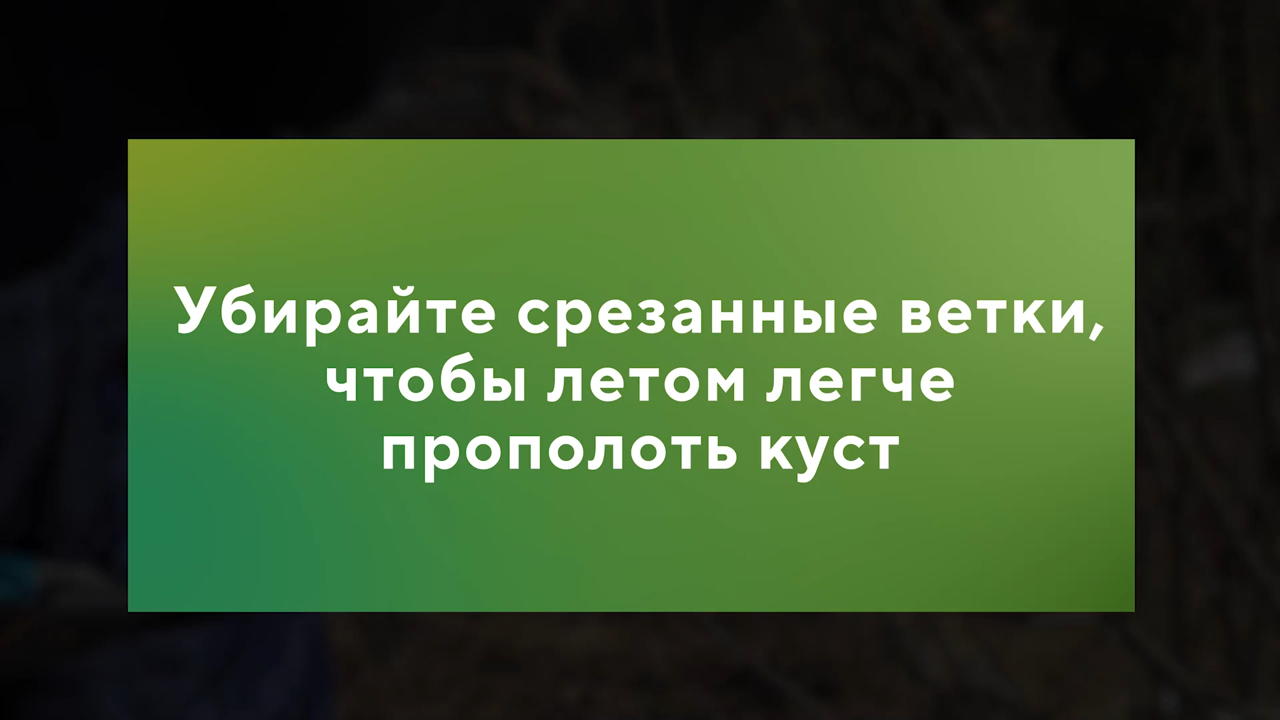 Убирайте срезанные ветки,
чтобы летом легче
прополоть куст